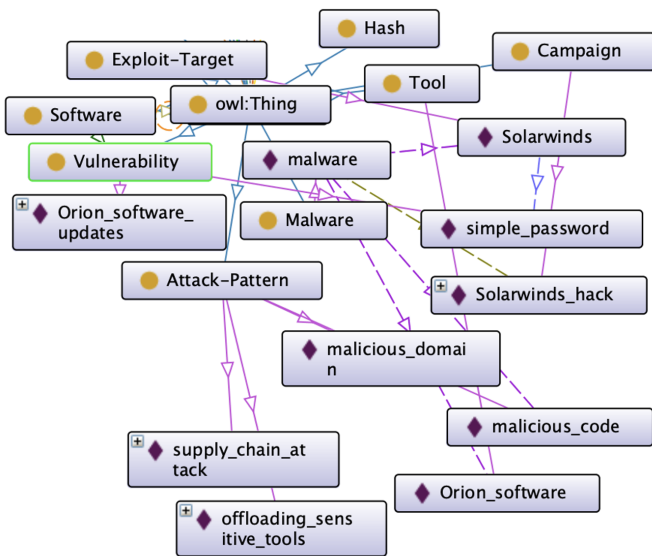 Hash
Exploit-Target
Campaign
Tool
owl:Thing
Software
Solarwinds
Vulnerability
malware
Orion_software_
updates
Malware
simple_password
Attack-Pattern
Solarwinds_hack
malicious_domai
n
malicious_code
supply_chain_at
tack
Orion_software
offloading_sens
itive_tools